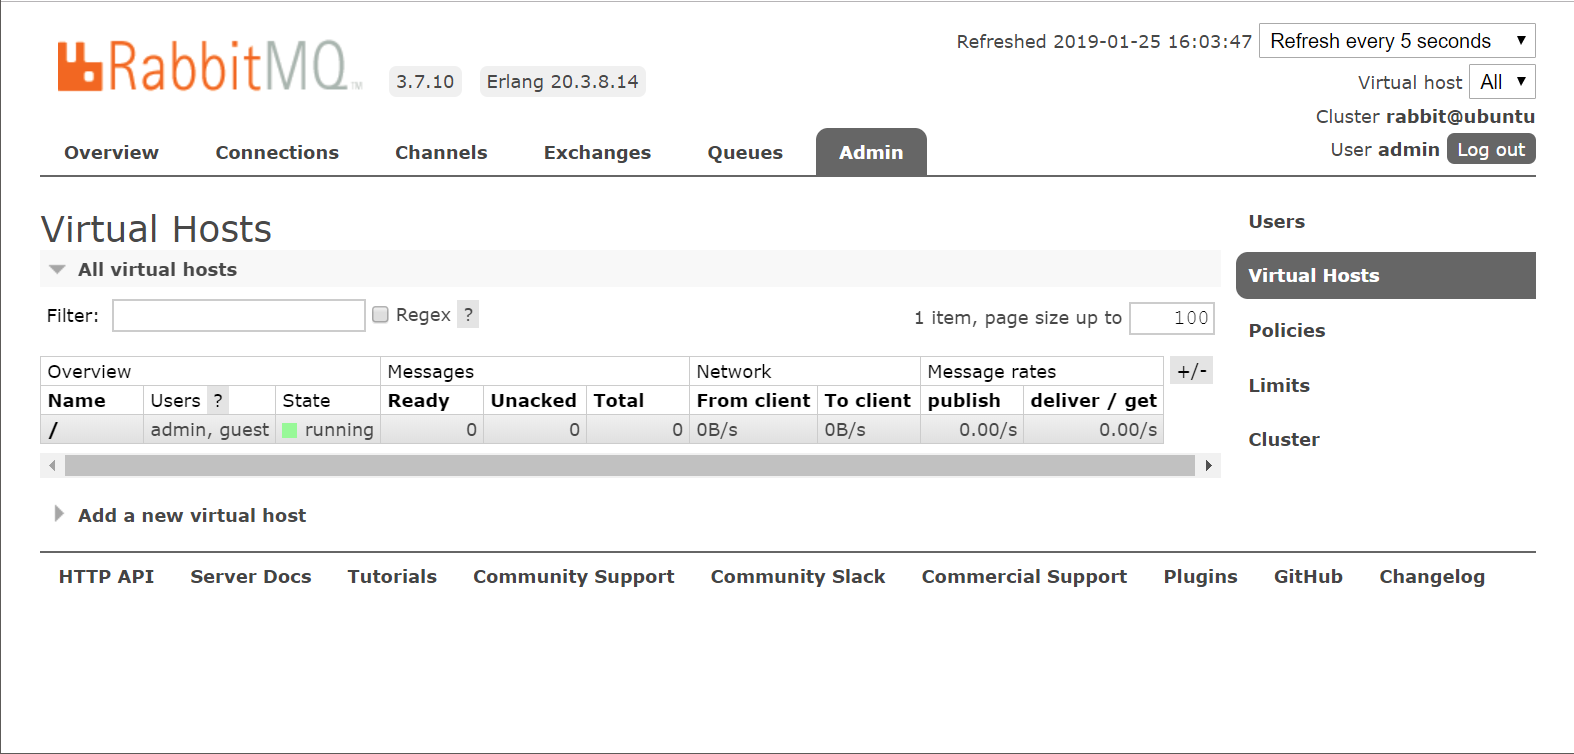 RabbitMQ™ 3.7.10 Erlang 20.3.8.14
Refreshed 2019-01-25 16:03:47 Refresh every 5 seconds
Virtual host All
Cluster rabbit@ubuntu
User admin Log out
Overview Connections Channels Exchanges Queues Admin
Virtual Hosts
All virtual hosts
Filter: Regex ? 1 item, page size up to 100
Overview Messages Network Message rates +/-
Name Users ? State Ready Unacked Total From client To client publish deliver / get
/ admin, guest running 0 0 0 0B/s 0B/s 0.00/s 0.00/s
Add a new virtual host
Users
Virtual Hosts
Policies
Limits
Cluster
HTTP API Server Docs Tutorials Community Support Community Slack Commercial Support Plugins GitHub Changelog